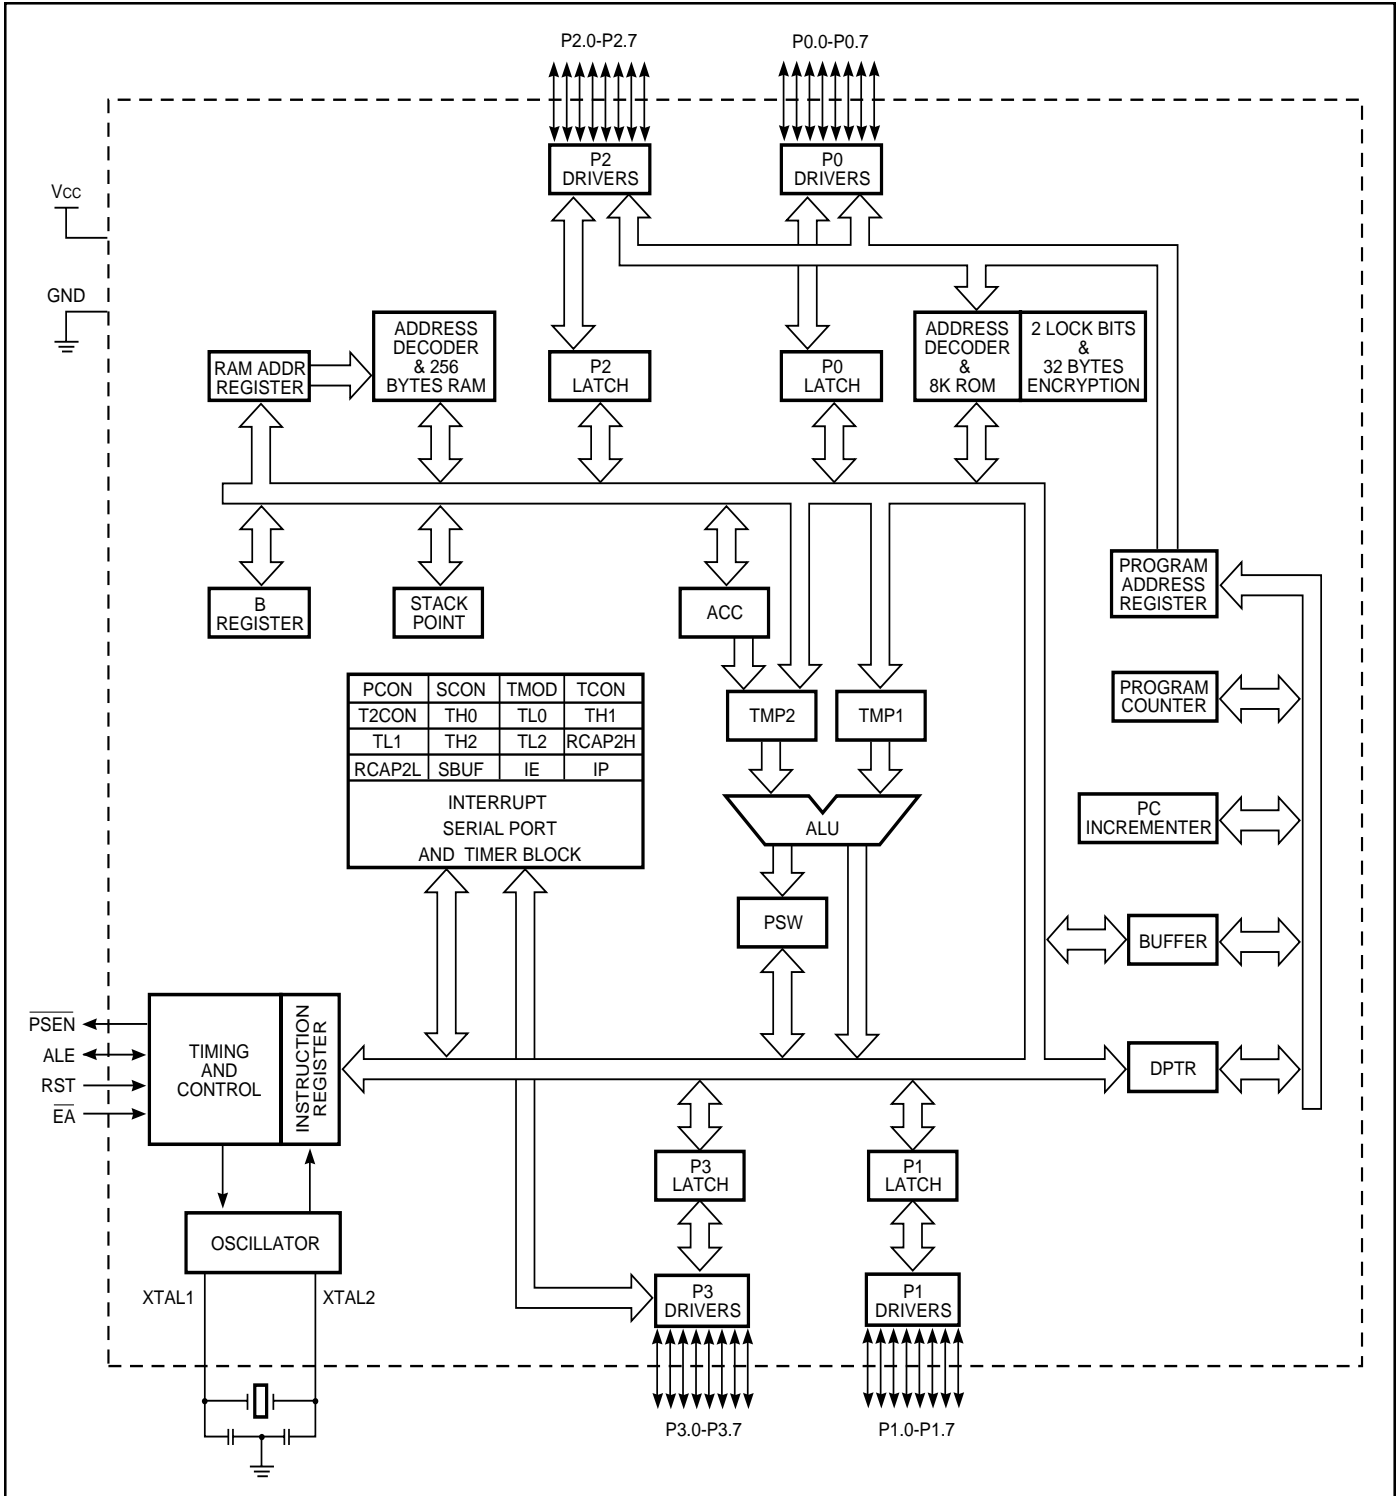 P2.0-P2.7
P0.0-P0.7
P2
DRIVERS
P0
DRIVERS
Vcc
GND
RAM ADDR
REGISTER
ADDRESS
DECODER
& 256
BYTES RAM
P2
LATCH
P0
LATCH
ADDRESS
DECODER
&
8K ROM
2 LOCK BITS
&
32 BYTES
ENCRYPTION
B
REGISTER
STACK
POINT
ACC
PROGRAM
ADDRESS
REGISTER
PCON SCON TMOD TCON
T2CON TH0 TL0 TH1
TL1 TH2 TL2 RCAP2H
RCAP2L SBUF IE IP
INTERRUPT
SERIAL PORT
AND TIMER BLOCK
TMP2
TMP1
PROGRAM
COUNTER
ALU
PC
INCREMENTER
PSW
BUFFER
PSEN
ALE
RST
EA
TIMING
AND
CONTROL
INSTRUCTION
REGISTER
DPTR
P3
LATCH
P1
LATCH
OSCILLATOR
XTAL1
XTAL2
P3
DRIVERS
P1
DRIVERS
P3.0-P3.7
P1.0-P1.7